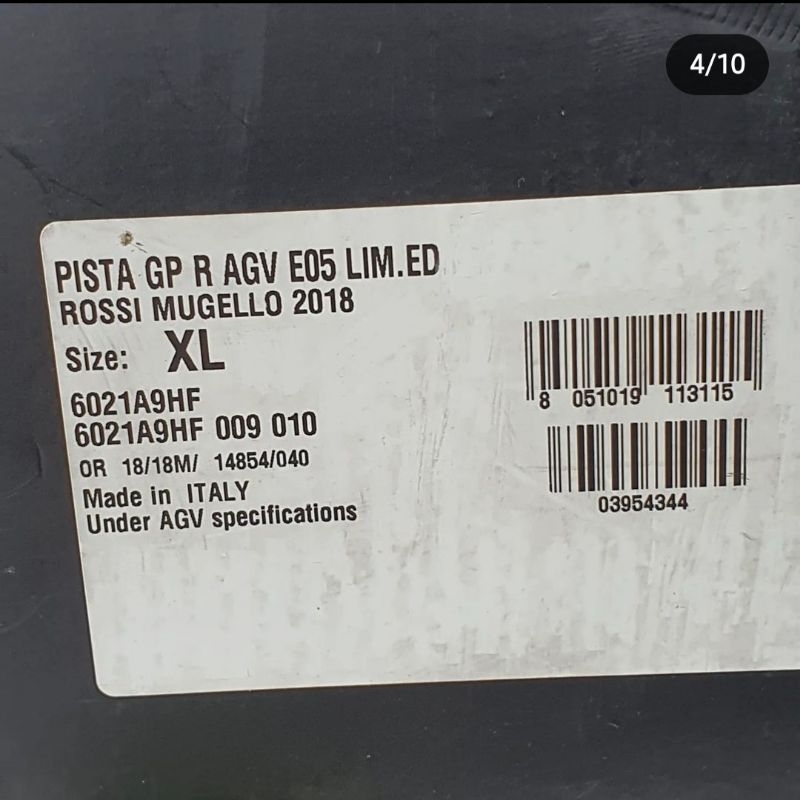 4/10
PISTA GP R AGV E05 LIM.ED
ROSSI MUGELLO 2018
Size: XL
6021A9HF
6021A9HF 009 010
OR 18/18M/ 14854/040
Made in ITALY
Under AGV specifications
8 051019 113115
03954344